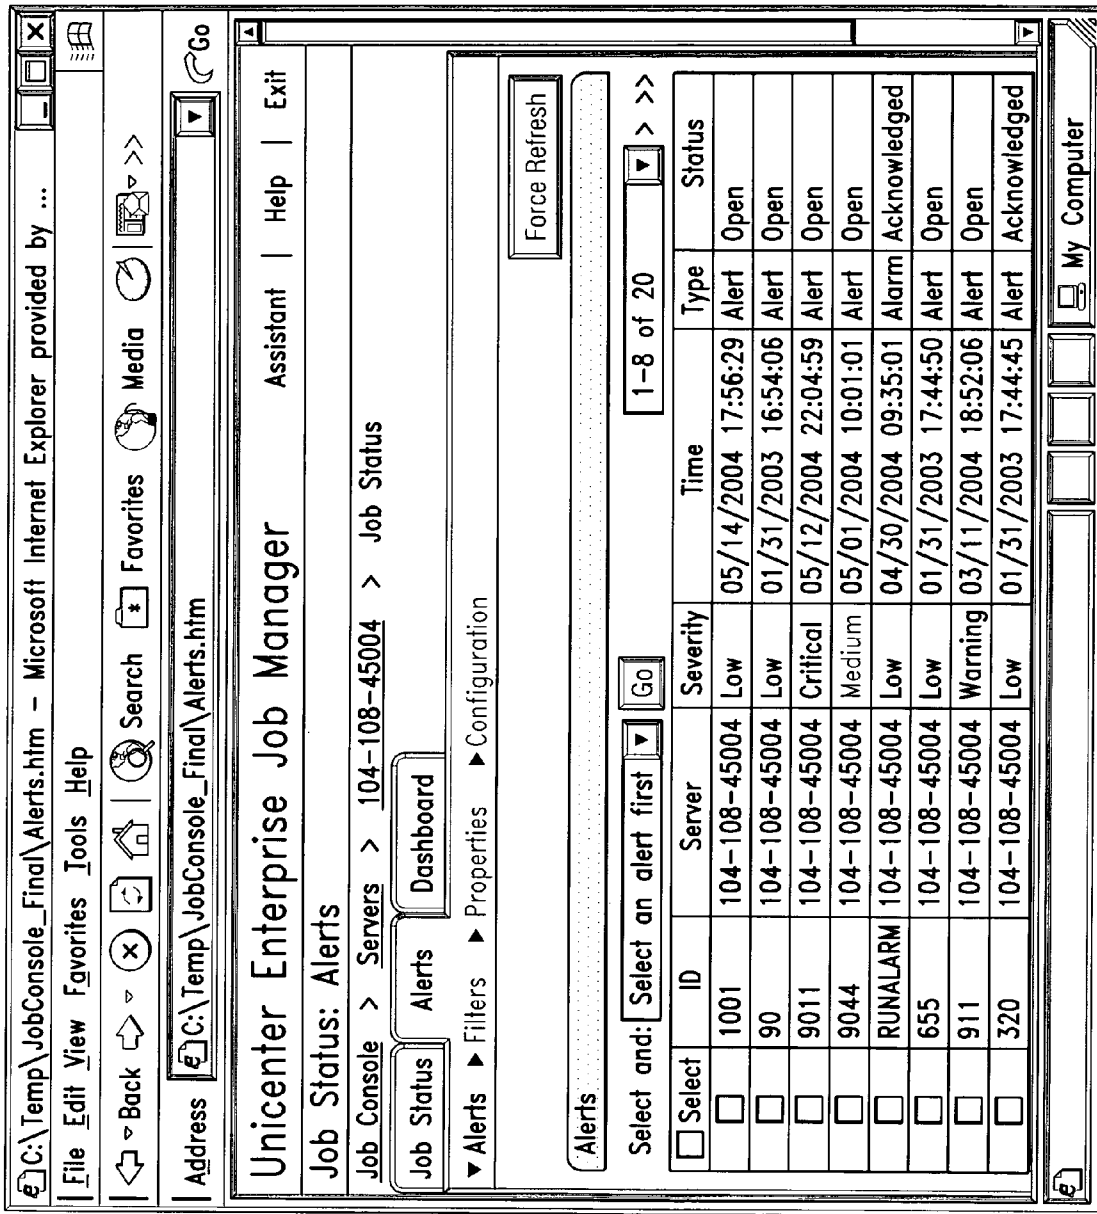 C:\Temp\JobConsole_Final\Alerts.htm – Microsoft Internet Explorer provided by ...
File Edit View Favorites Tools Help
Back Search Favorites Media >>
Address C:\Temp\JobConsole_Final\Alerts.htm Go
Unicenter Enterprise Job Manager Assistant | Help | Exit
Job Status: Alerts
Job Console > Servers > 104-108-45004 > Job Status
Job Status Alerts Dashboard
▼Alerts ►Filters ►Properties ►Configuration
Force Refresh
Alerts
Select and: Select an alert first Go 1-8 of 20 > >>
Select ID Server Severity Time Type Status
1001 104-108-45004 Low 05/14/2004 17:56:29 Alert Open
90 104-108-45004 Low 01/31/2003 16:54:06 Alert Open
9011 104-108-45004 Critical 05/12/2004 22:04:59 Alert Open
9044 104-108-45004 Medium 05/01/2004 10:01:01 Alert Open
RUNALARM 104-108-45004 Low 04/30/2004 09:35:01 Alarm Acknowledged
655 104-108-45004 Low 01/31/2003 17:44:50 Alert Open
911 104-108-45004 Warning 03/11/2004 18:52:06 Alert Open
320 104-108-45004 Low 01/31/2003 17:44:45 Alert Acknowledged
My Computer